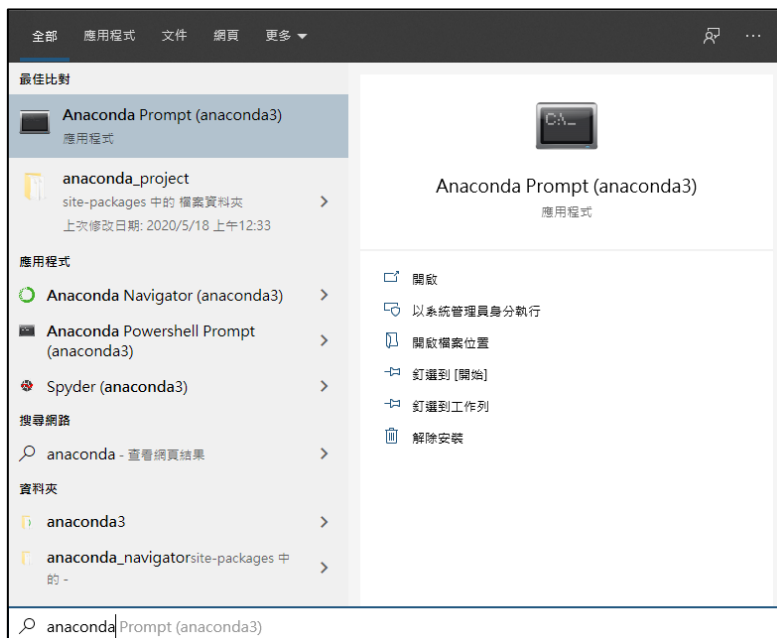 全部 應用程式 文件 網頁 更多
最佳比對
Anaconda Prompt (anaconda3)
應用程式
anaconda_project
site-packages 中的 檔案資料夾
上次修改日期: 2020/5/18 上午12:33
應用程式
Anaconda Navigator (anaconda3)
Anaconda Powershell Prompt
(anaconda3)
Spyder (anaconda3)
搜尋網路
anaconda - 查看網頁結果
資料夾
anaconda3
anaconda_navigatorsite-packages 中
的 -
C:\_
Anaconda Prompt (anaconda3)
應用程式
開啟
以系統管理員身分執行
開啟檔案位置
釘選到 [開始]
釘選到工作列
解除安裝
anaconda Prompt (anaconda3)